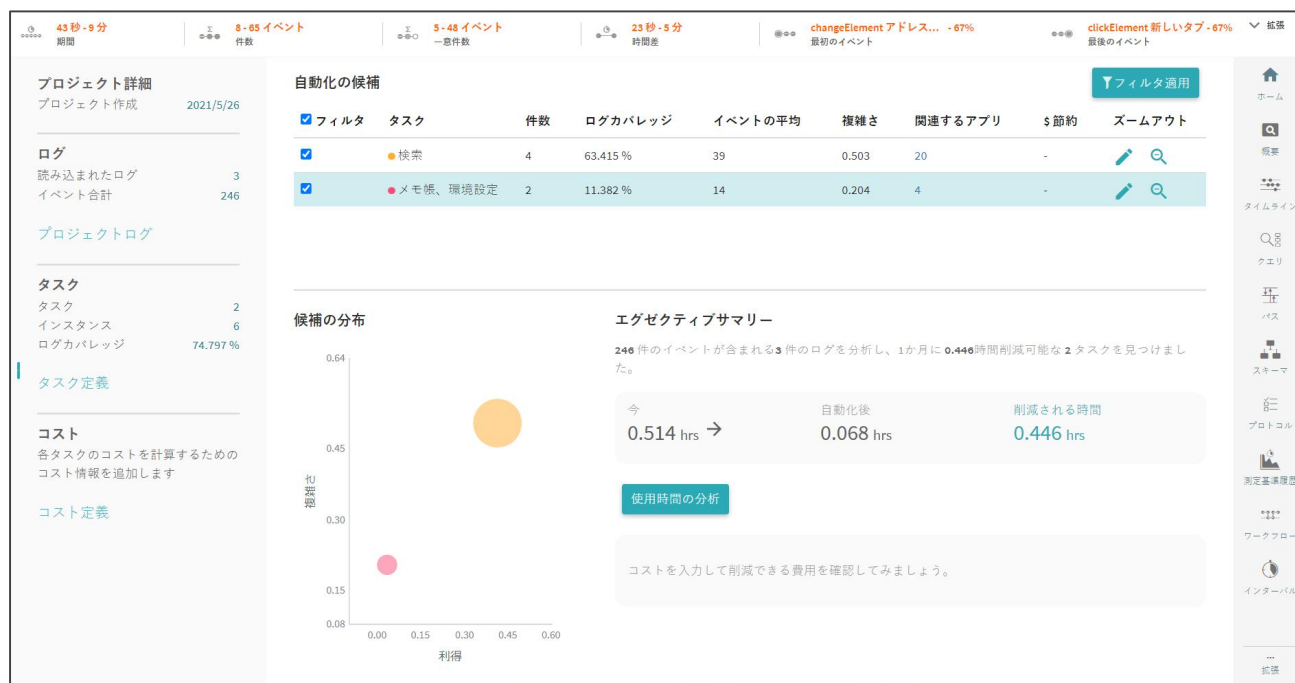 43 秒 - 9 分
期間
8 - 65 イベント
件数
5 - 48 イベント
一意件数
23 秒 - 5 分
時間差
changeElement アドレス... - 67%
最初のイベント
clickElement 新しいタブ - 67%
最後のイベント
拡張
プロジェクト詳細
プロジェクト作成 2021/5/26
ログ
読み込まれたログ 3
イベント合計 246
プロジェクトログ
タスク
タスク 2
インスタンス 6
ログカバレッジ 74.797 %
タスク定義
コスト
各タスクのコストを計算するための
コスト情報を追加します
コスト定義
自動化の候補
フィルタ適用
フィルタ タスク 件数 ログカバレッジ イベントの平均 複雑さ 関連するアプリ $ 節約 ズームアウト
検索 4 63.415 % 39 0.503 20 -
メモ帳、環境設定 2 11.382 % 14 0.204 4 -
候補の分布
0.64
0.45
0.30
0.15
0.08
複雑さ
0.00 0.15 0.30 0.45 0.60
利得
エグゼクティブサマリー
246 件のイベントが含まれる3 件のログを分析し、1か月に 0.446時間削減可能な 2 タスクを見つけまし
た。
今 自動化後 削減される時間
0.514 hrs → 0.068 hrs 0.446 hrs
使用時間の分析
コストを入力して削減できる費用を確認してみましょう。
ホーム
概要
タイムライン
クエリ
パス
スキーマ
プロトコル
測定基準履歴
ワークフロー
インターバル
...
拡張